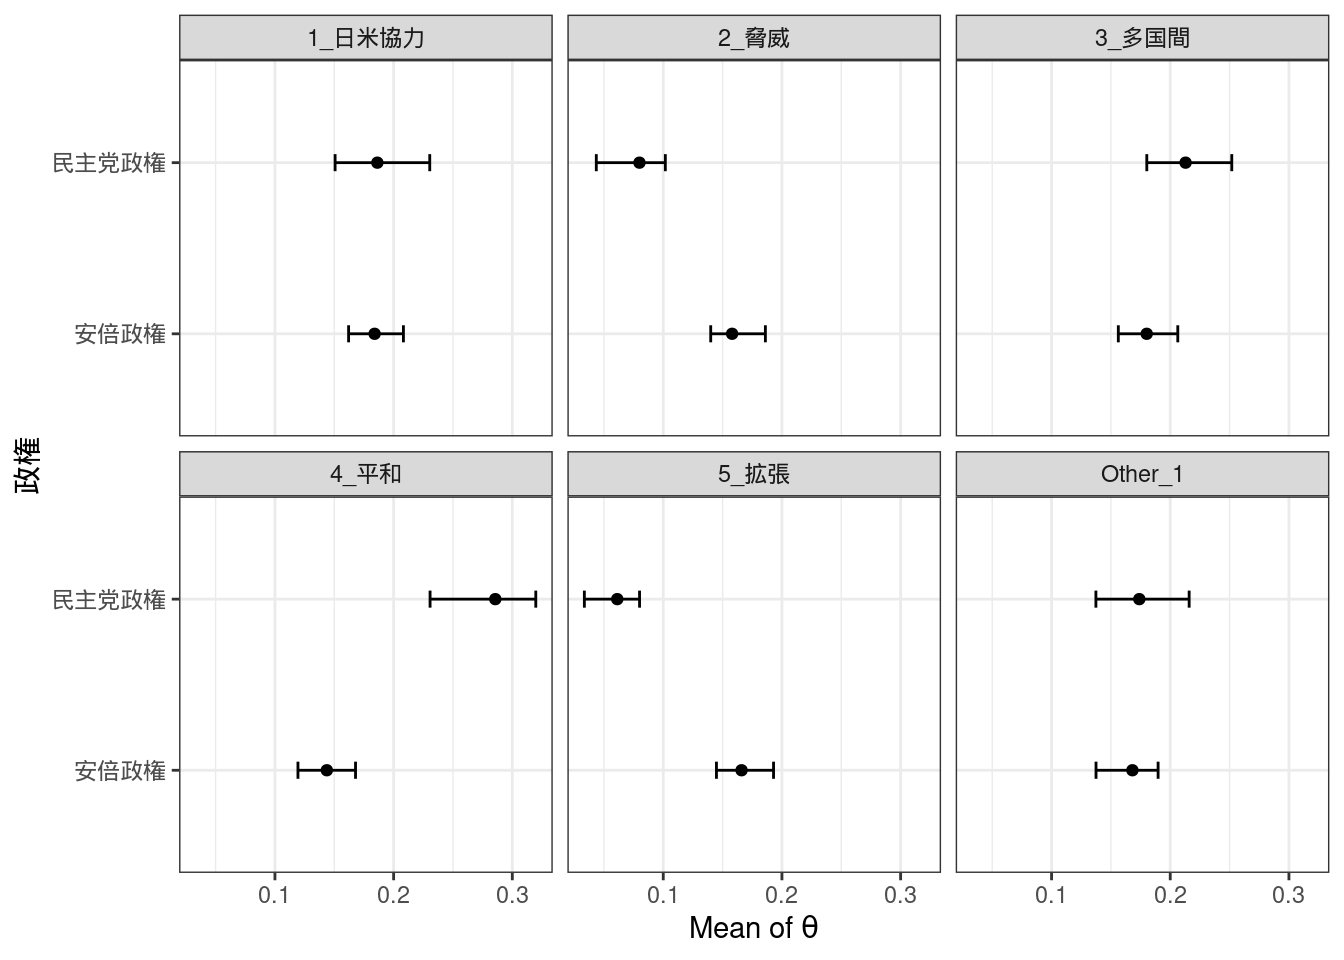 1_日米協力
2_脅威
3_多国間
民主党政権
安倍政権
政権
4_平和
5_拡張
Other_1
民主党政権
安倍政権
0.1 0.2 0.3
0.1 0.2 0.3
0.1 0.2 0.3
Mean of θ